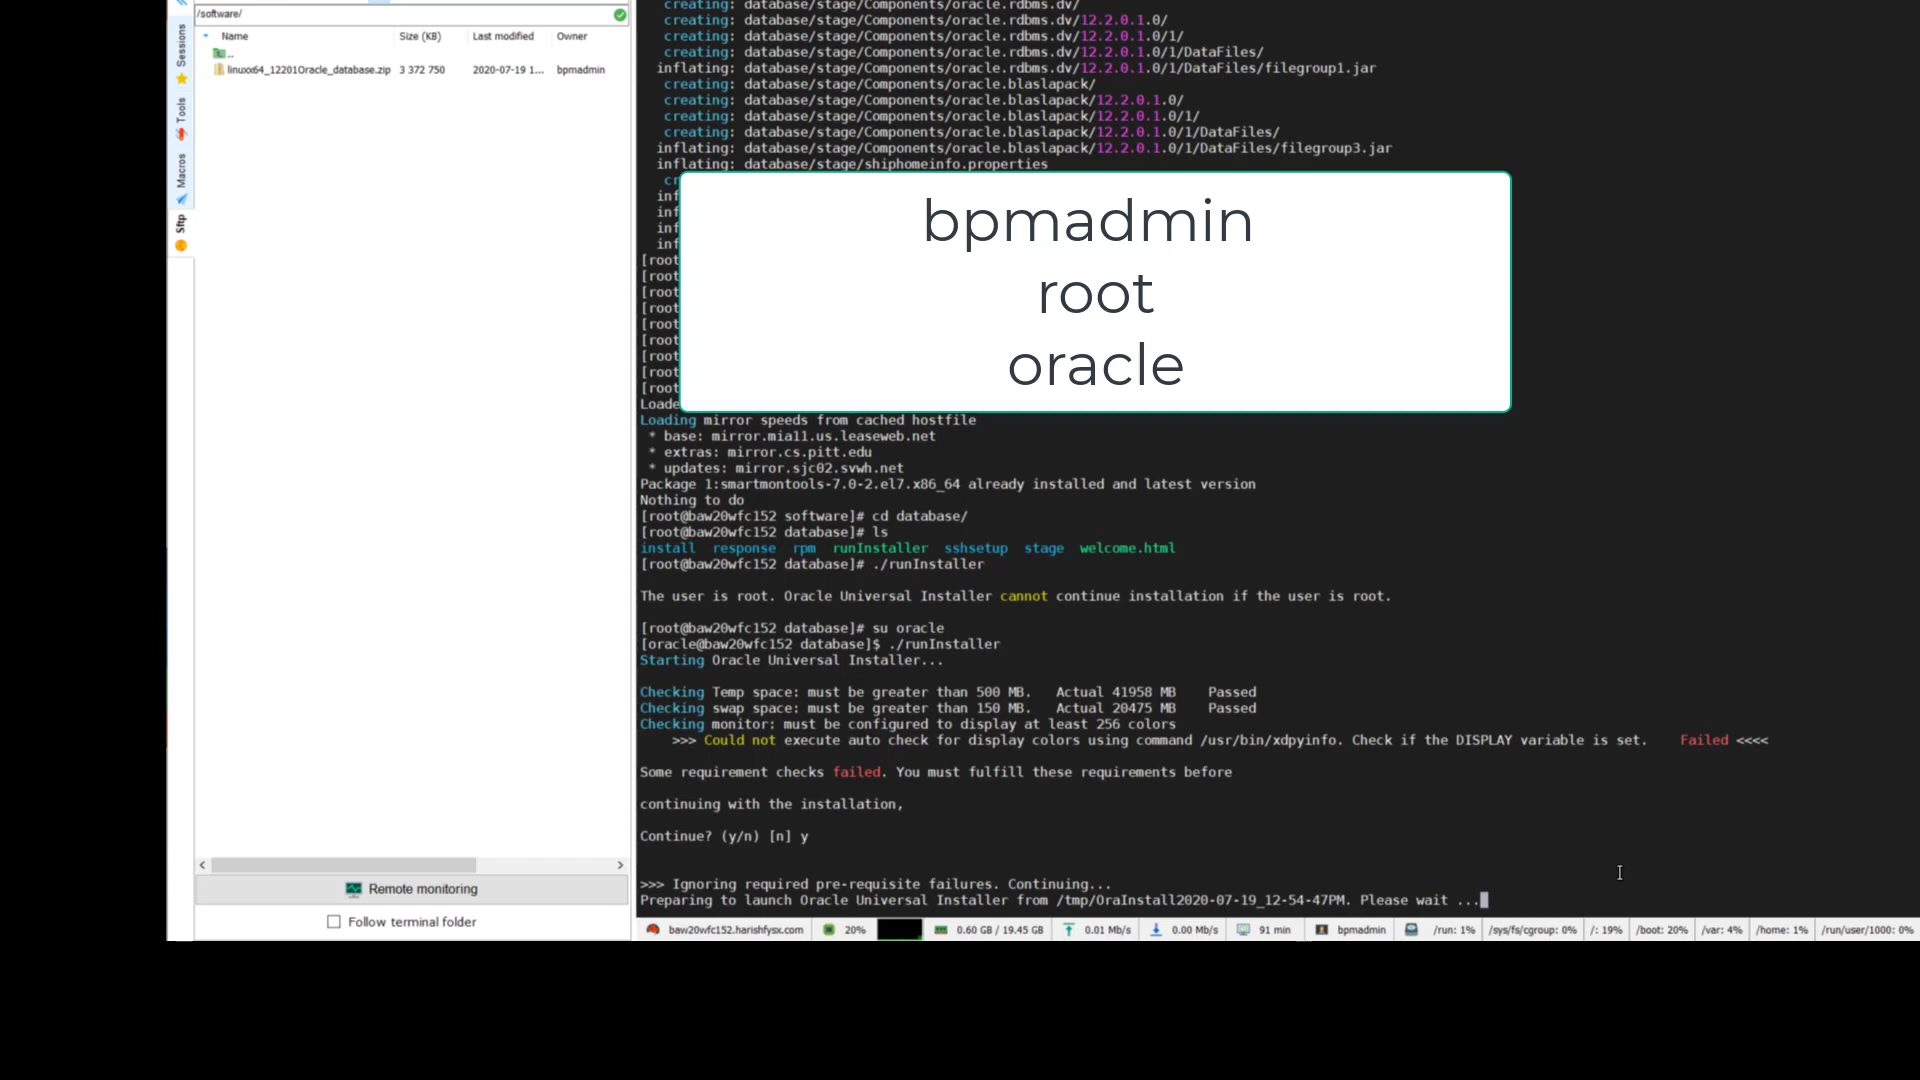 /software/
Name Size (KB) Last modified Owner
..
linuxx64_12201Oracle_database.zip 3 372 750 2020-07-19 1... bpmadmin
Sessions
Tools
Macros
Sftp
Remote monitoring
Follow terminal folder
creating: database/stage/Components/oracle.rdbms.dv/
creating: database/stage/Components/oracle.rdbms.dv/12.2.0.1.0/
creating: database/stage/Components/oracle.rdbms.dv/12.2.0.1.0/1/
creating: database/stage/Components/oracle.rdbms.dv/12.2.0.1.0/1/DataFiles/
inflating: database/stage/Components/oracle.rdbms.dv/12.2.0.1.0/1/DataFiles/filegroup1.jar
creating: database/stage/Components/oracle.blaslapack/
creating: database/stage/Components/oracle.blaslapack/12.2.0.1.0/
creating: database/stage/Components/oracle.blaslapack/12.2.0.1.0/1/
creating: database/stage/Components/oracle.blaslapack/12.2.0.1.0/1/DataFiles/
inflating: database/stage/Components/oracle.blaslapack/12.2.0.1.0/1/DataFiles/filegroup3.jar
inflating: database/stage/shiphomeinfo.properties
cr
inf
inf
inf
inf
[root
[root
[root
[root
[root
[root
[root
[root
[root
Loade
bpmadmin
root
oracle
Loading mirror speeds from cached hostfile
* base: mirror.mia11.us.leaseweb.net
* extras: mirror.cs.pitt.edu
* updates: mirror.sjc02.svwh.net
Package 1:smartmontools-7.0-2.el7.x86_64 already installed and latest version
Nothing to do
[root@baw20wfc152 software]# cd database/
[root@baw20wfc152 database]# ls
install response rpm runInstaller sshsetup stage welcome.html
[root@baw20wfc152 database]# ./runInstaller
The user is root. Oracle Universal Installer cannot continue installation if the user is root.
[root@baw20wfc152 database]# su oracle
[oracle@baw20wfc152 database]$ ./runInstaller
Starting Oracle Universal Installer...
Checking Temp space: must be greater than 500 MB. Actual 41958 MB Passed
Checking swap space: must be greater than 150 MB. Actual 20475 MB Passed
Checking monitor: must be configured to display at least 256 colors
>>> Could not execute auto check for display colors using command /usr/bin/xdpyinfo. Check if the DISPLAY variable is set. Failed <<<<
Some requirement checks failed. You must fulfill these requirements before
continuing with the installation,
Continue? (y/n) [n] y
>>> Ignoring required pre-requisite failures. Continuing...
Preparing to launch Oracle Universal Installer from /tmp/OraInstall2020-07-19_12-54-47PM. Please wait ...
baw20wfc152.harishfysx.com 20% 0.60 GB / 19.45 GB 0.01 Mb/s 0.00 Mb/s 91 min bpmadmin /run: 1% /sys/fs/cgroup: 0% /: 19% /boot: 20% /var: 4% /home: 1% /run/user/1000: 0%